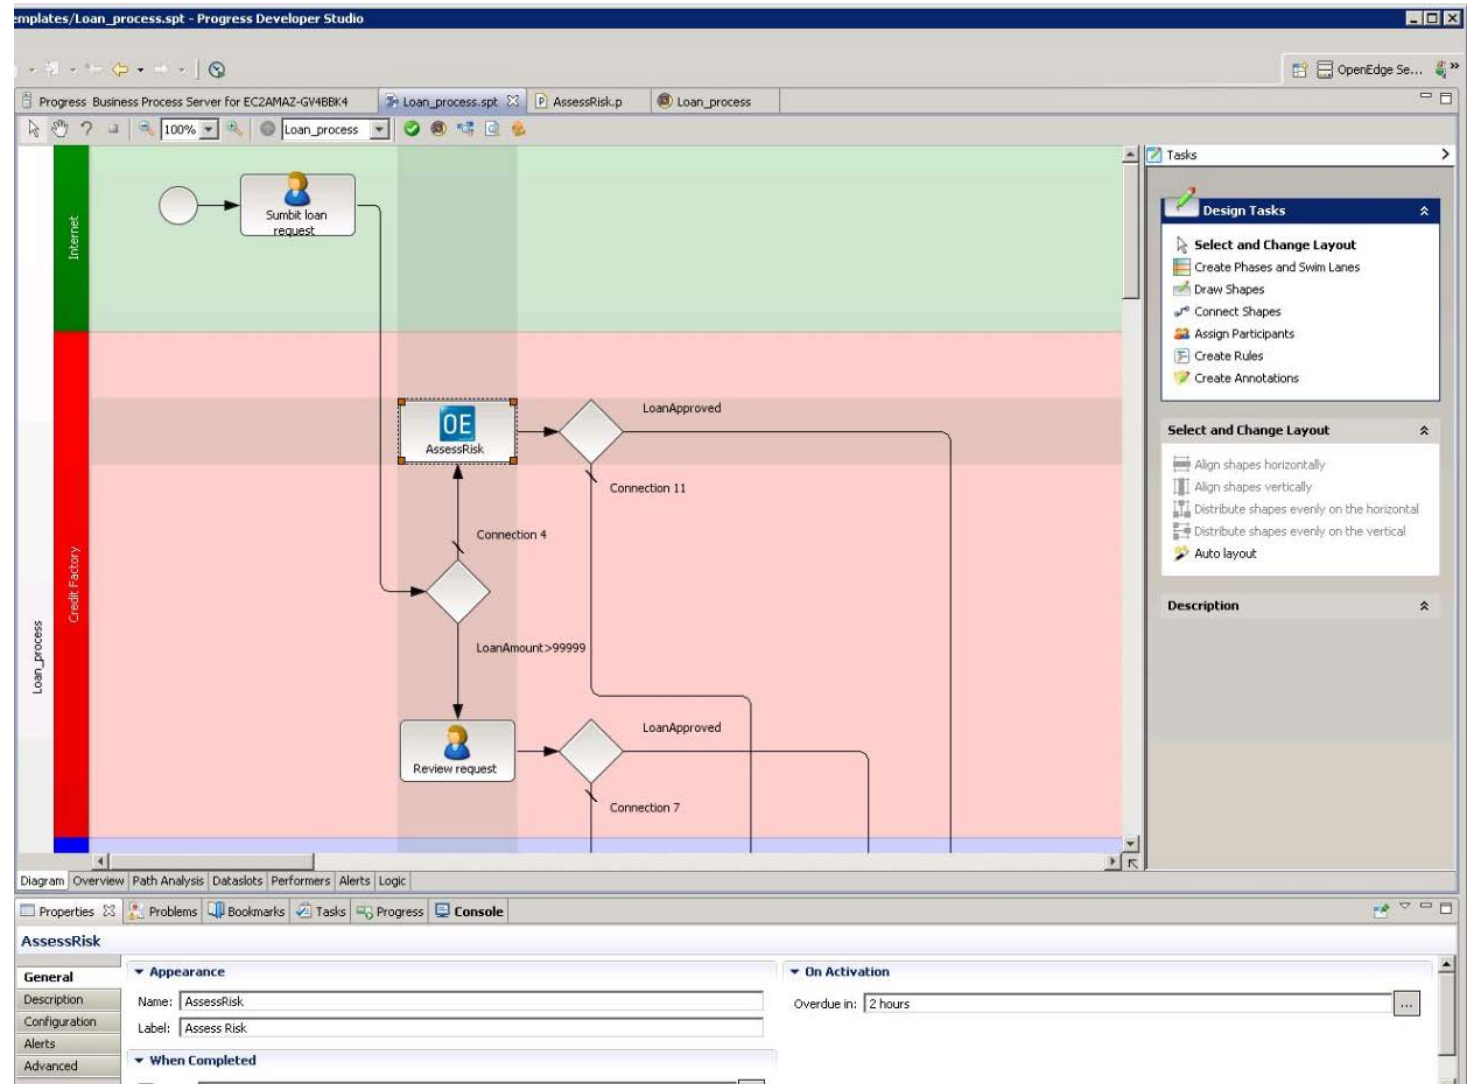 emplates/Loan_process.spt - Progress Developer Studio
OpenEdge Se...
Progress Business Process Server for EC2AMAZ-GV4BBK4
Loan_process.spt
AssessRisk.p
Loan_process
100%
Loan_process
Tasks
Internet
Sumbit loan
request
Design Tasks
Select and Change Layout
Create Phases and Swim Lanes
Draw Shapes
Connect Shapes
Assign Participants
Create Rules
Create Annotations
OE
AssessRisk
LoanApproved
Connection 11
Select and Change Layout
Align shapes horizontally
Align shapes vertically
Distribute shapes evenly on the horizontal
Distribute shapes evenly on the vertical
Auto layout
Connection 4
Credit Factory
Loan_process
Description
LoanAmount>99999
Review request
LoanApproved
Connection 7
Diagram Overview Path Analysis Dataslots Performers Alerts Logic
Properties Problems Bookmarks Tasks Progress Console
AssessRisk
General
Description
Configuration
Alerts
Advanced
Appearance
Name: AssessRisk
Label: Assess Risk
When Completed
On Activation
Overdue in: 2 hours
...